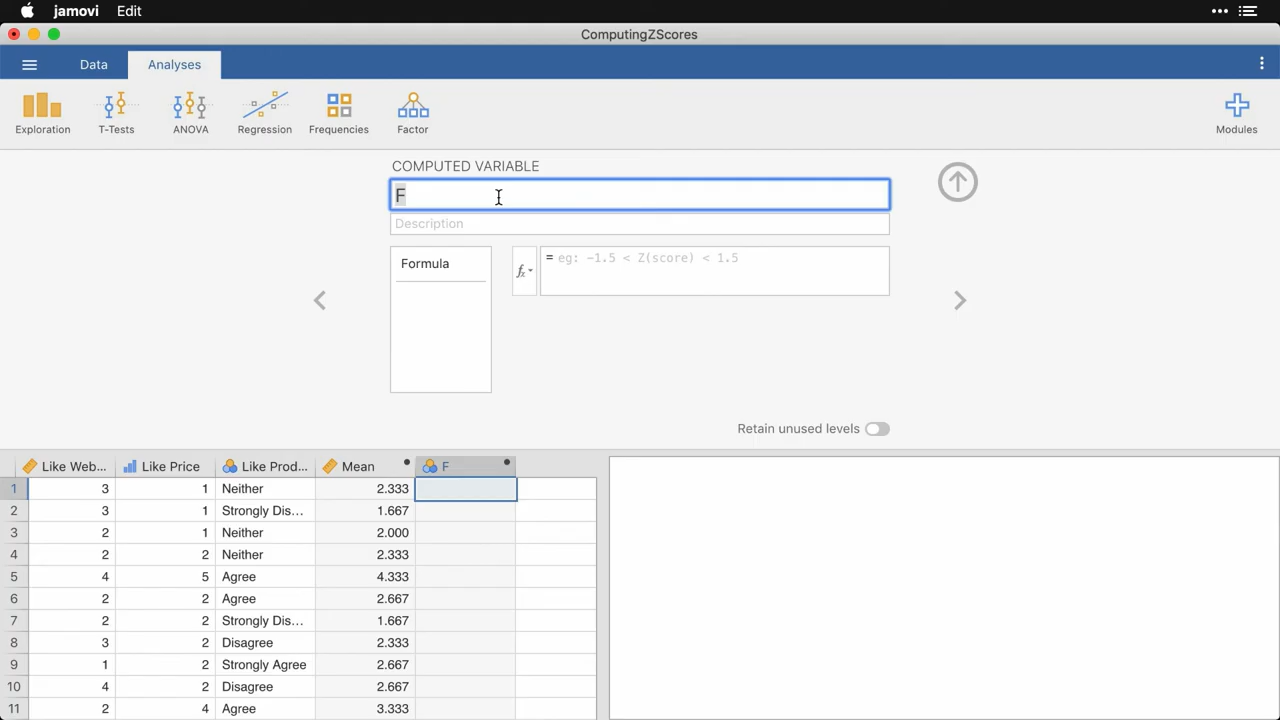 jamovi Edit
ComputingZScores
Data Analyses
Exploration T-Tests ANOVA Regression Frequencies Factor Modules
COMPUTED VARIABLE
F
Description
Formula
fx = eg: -1.5 < Z(score) < 1.5
Retain unused levels
Like Web... Like Price Like Prod... Mean F
1 3 1 Neither 2.333
2 3 1 Strongly Dis... 1.667
3 2 1 Neither 2.000
4 2 2 Neither 2.333
5 4 5 Agree 4.333
6 2 2 Agree 2.667
7 2 2 Strongly Dis... 1.667
8 3 2 Disagree 2.333
9 1 2 Strongly Agree 2.667
10 4 2 Disagree 2.667
11 2 4 Agree 3.333